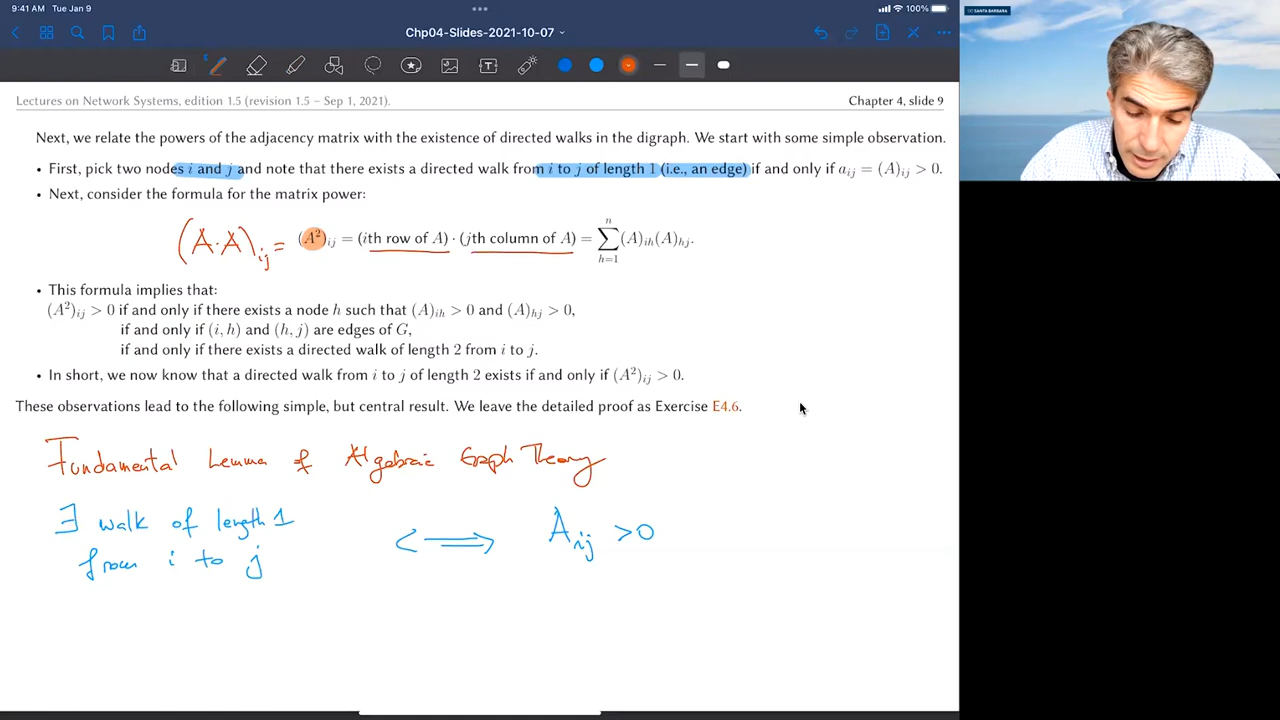 9:41 AM Tue Jan 9
100%
Chp04-Slides-2021-10-07
SANTA BARBARA
Lectures on Network Systems, edition 1.5 (revision 1.5 – Sep 1, 2021).
Chapter 4, slide 9
Next, we relate the powers of the adjacency matrix with the existence of directed walks in the digraph. We start with some simple observation.
• First, pick two nodes i and j and note that there exists a directed walk from i to j of length 1 (i.e., an edge) if and only if a_{ij} = (A)_{ij} > 0.
• Next, consider the formula for the matrix power:
(A·A)_{ij} = (A^2)_{ij} = (ith row of A) · (jth column of A) = \sum_{h=1}^{n} (A)_{ih}(A)_{hj}.
• This formula implies that:
(A^2)_{ij} > 0 if and only if there exists a node h such that (A)_{ih} > 0 and (A)_{hj} > 0,
if and only if (i, h) and (h, j) are edges of G,
if and only if there exists a directed walk of length 2 from i to j.
• In short, we now know that a directed walk from i to j of length 2 exists if and only if (A^2)_{ij} > 0.
These observations lead to the following simple, but central result. We leave the detailed proof as Exercise E4.6.
Fundamental Lemma of Algebraic Graph Theory
∃ walk of length 1 ⟺ A_{ij} >0
from i to j